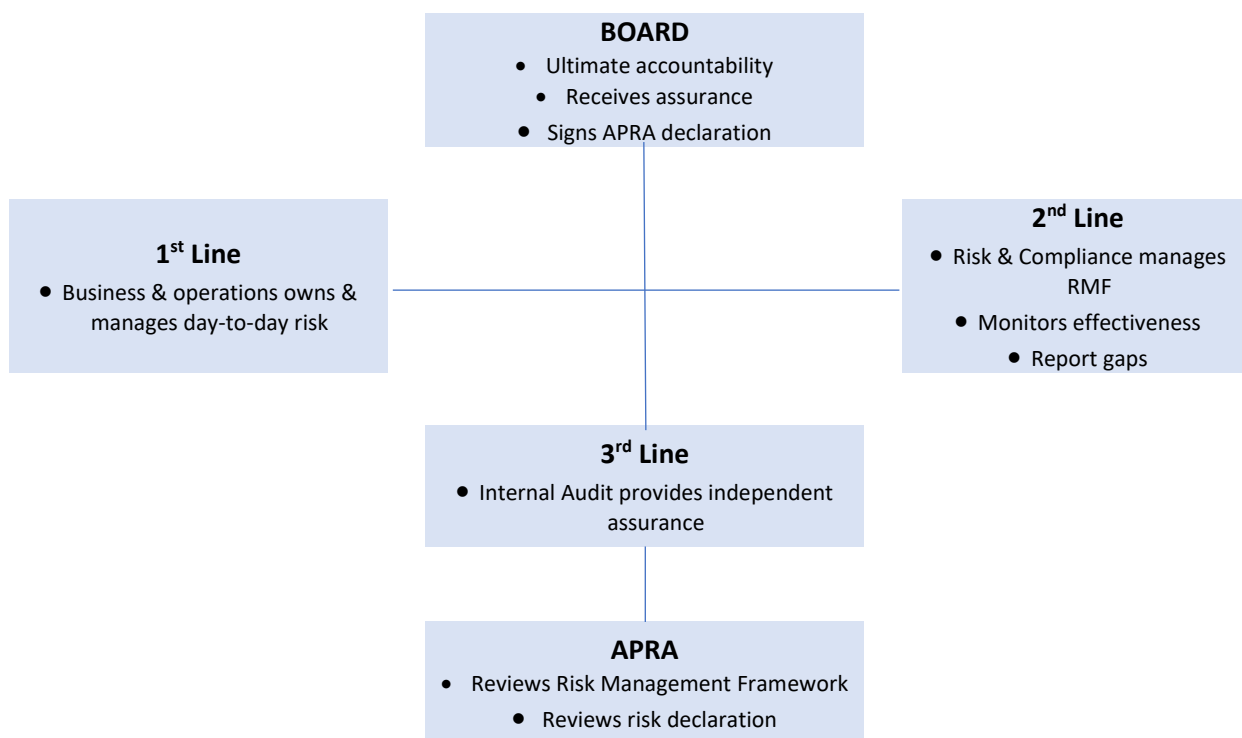 BOARD
• Ultimate accountability
• Receives assurance
• Signs APRA declaration
1st Line
• Business & operations owns &
manages day-to-day risk
2nd Line
• Risk & Compliance manages
RMF
• Monitors effectiveness
• Report gaps
3rd Line
• Internal Audit provides independent
assurance
APRA
• Reviews Risk Management Framework
• Reviews risk declaration